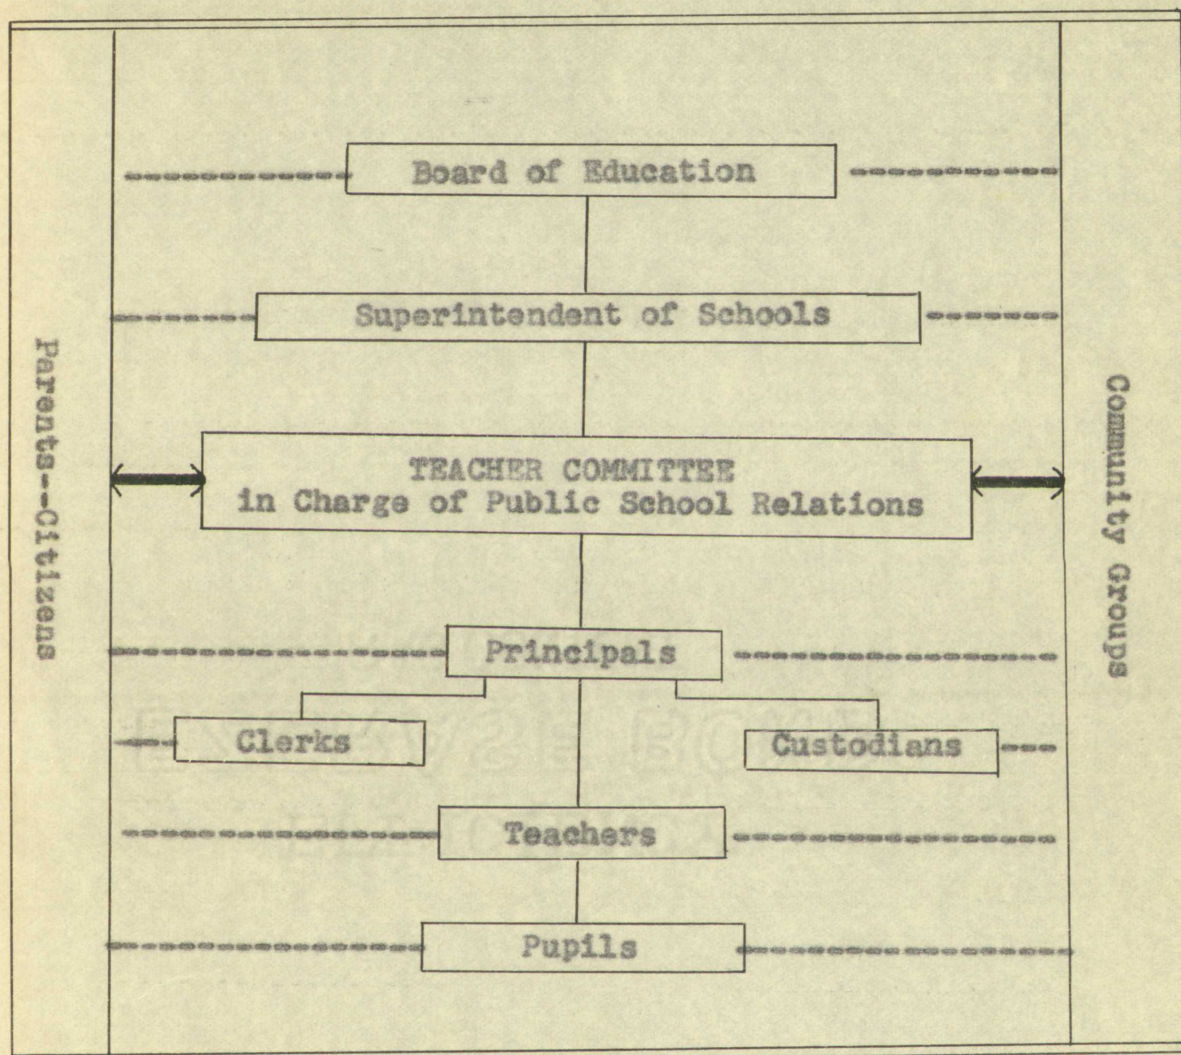 Board of Education
Superintendent of Schools
TEACHER COMMITTEE
in Charge of Public School Relations
Parents--Citizens
Community Groups
Principals
Clerks
Custodians
Teachers
Pupils